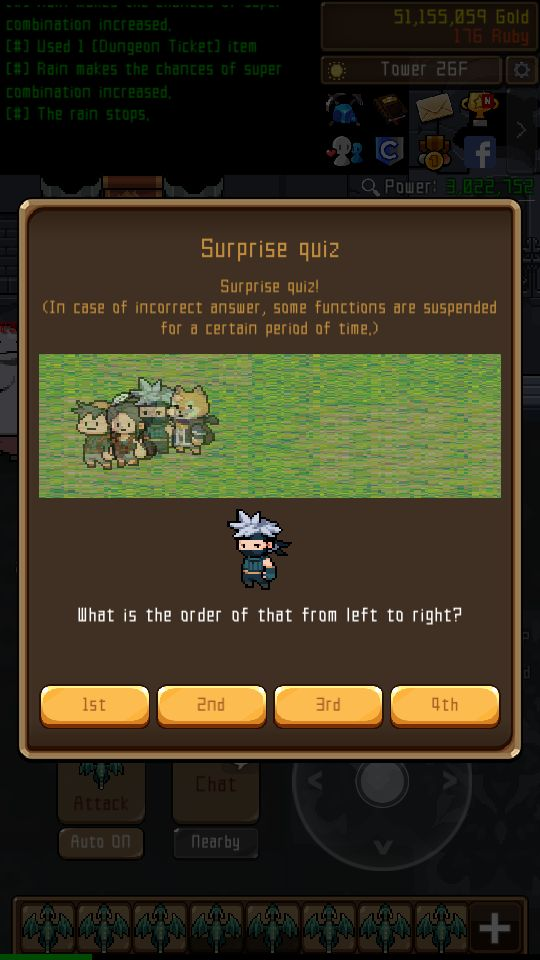 combination increased.
[#] Used 1 [Dungeon Ticket] item
[#] Rain makes the chances of super
combination increased.
[#] The rain stops.
51,155,059 Gold
176 Ruby
Tower 26F
Power: 3,022,752
Surprise quiz
Surprise quiz!
(In case of incorrect answer, some functions are suspended
for a certain period of time.)
What is the order of that from left to right?
1st
2nd
3rd
4th
Attack
Chat
Auto ON
Nearby